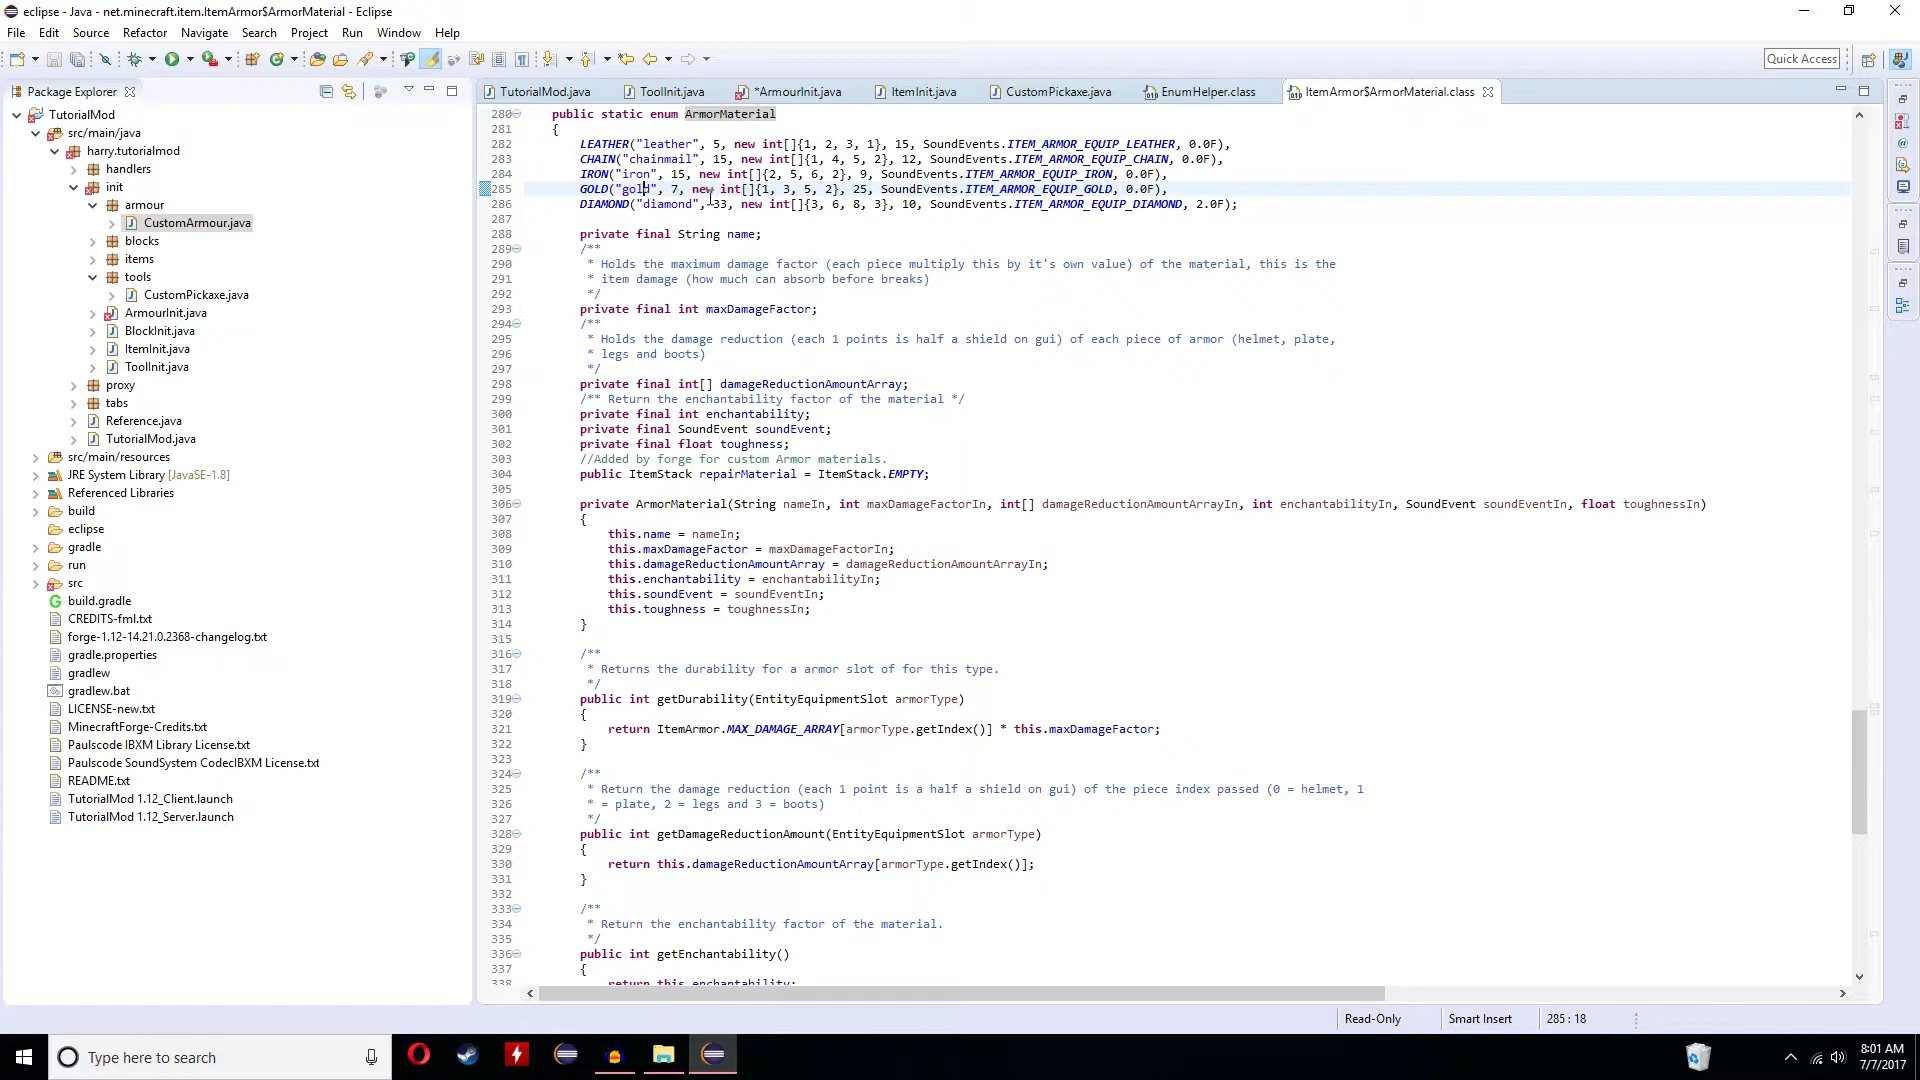 eclipse - Java - net.minecraft.item.ItemArmor$ArmorMaterial - Eclipse
File Edit Source Refactor Navigate Search Project Run Window Help
Quick Access
Package Explorer
TutorialMod
src/main/java
harry.tutorialmod
handlers
init
armour
CustomArmour.java
blocks
items
tools
CustomPickaxe.java
ArmourInit.java
BlockInit.java
ItemInit.java
ToolInit.java
proxy
tabs
Reference.java
TutorialMod.java
src/main/resources
JRE System Library [JavaSE-1.8]
Referenced Libraries
build
eclipse
gradle
run
src
build.gradle
CREDITS-fml.txt
forge-1.12-14.21.0.2368-changelog.txt
gradle.properties
gradlew
gradlew.bat
LICENSE-new.txt
MinecraftForge-Credits.txt
Paulscode IBXM Library License.txt
Paulscode SoundSystem CodecIBXM License.txt
README.txt
TutorialMod 1.12_Client.launch
TutorialMod 1.12_Server.launch
TutorialMod.java ToolInit.java *ArmourInit.java ItemInit.java CustomPickaxe.java EnumHelper.class ItemArmor$ArmorMaterial.class
280 public static enum ArmorMaterial
281 {
282 LEATHER("leather", 5, new int[]{1, 2, 3, 1}, 15, SoundEvents.ITEM_ARMOR_EQUIP_LEATHER, 0.0F),
283 CHAIN("chainmail", 15, new int[]{1, 4, 5, 2}, 12, SoundEvents.ITEM_ARMOR_EQUIP_CHAIN, 0.0F),
284 IRON("iron", 15, new int[]{2, 5, 6, 2}, 9, SoundEvents.ITEM_ARMOR_EQUIP_IRON, 0.0F),
285 GOLD("gold", 7, new int[]{1, 3, 5, 2}, 25, SoundEvents.ITEM_ARMOR_EQUIP_GOLD, 0.0F),
286 DIAMOND("diamond", 33, new int[]{3, 6, 8, 3}, 10, SoundEvents.ITEM_ARMOR_EQUIP_DIAMOND, 2.0F);
287
288 private final String name;
289 /**
290 * Holds the maximum damage factor (each piece multiply this by it's own value) of the material, this is the
291 * item damage (how much can absorb before breaks)
292 */
293 private final int maxDamageFactor;
294 /**
295 * Holds the damage reduction (each 1 points is half a shield on gui) of each piece of armor (helmet, plate,
296 * legs and boots)
297 */
298 private final int[] damageReductionAmountArray;
299 /** Return the enchantability factor of the material */
300 private final int enchantability;
301 private final SoundEvent soundEvent;
302 private final float toughness;
303 //Added by forge for custom Armor materials.
304 public ItemStack repairMaterial = ItemStack.EMPTY;
305
306 private ArmorMaterial(String nameIn, int maxDamageFactorIn, int[] damageReductionAmountArrayIn, int enchantabilityIn, SoundEvent soundEventIn, float toughnessIn)
307 {
308 this.name = nameIn;
309 this.maxDamageFactor = maxDamageFactorIn;
310 this.damageReductionAmountArray = damageReductionAmountArrayIn;
311 this.enchantability = enchantabilityIn;
312 this.soundEvent = soundEventIn;
313 this.toughness = toughnessIn;
314 }
315
316 /**
317 * Returns the durability for a armor slot of for this type.
318 */
319 public int getDurability(EntityEquipmentSlot armorType)
320 {
321 return ItemArmor.MAX_DAMAGE_ARRAY[armorType.getIndex()] * this.maxDamageFactor;
322 }
323
324 /**
325 * Return the damage reduction (each 1 point is a half a shield on gui) of the piece index passed (0 = helmet, 1
326 * = plate, 2 = legs and 3 = boots)
327 */
328 public int getDamageReductionAmount(EntityEquipmentSlot armorType)
329 {
330 return this.damageReductionAmountArray[armorType.getIndex()];
331 }
332
333 /**
334 * Return the enchantability factor of the material.
335 */
336 public int getEnchantability()
337 {
338 return this.enchantability;
Read-Only Smart Insert 285 : 18
Type here to search
8:01 AM
7/7/2017